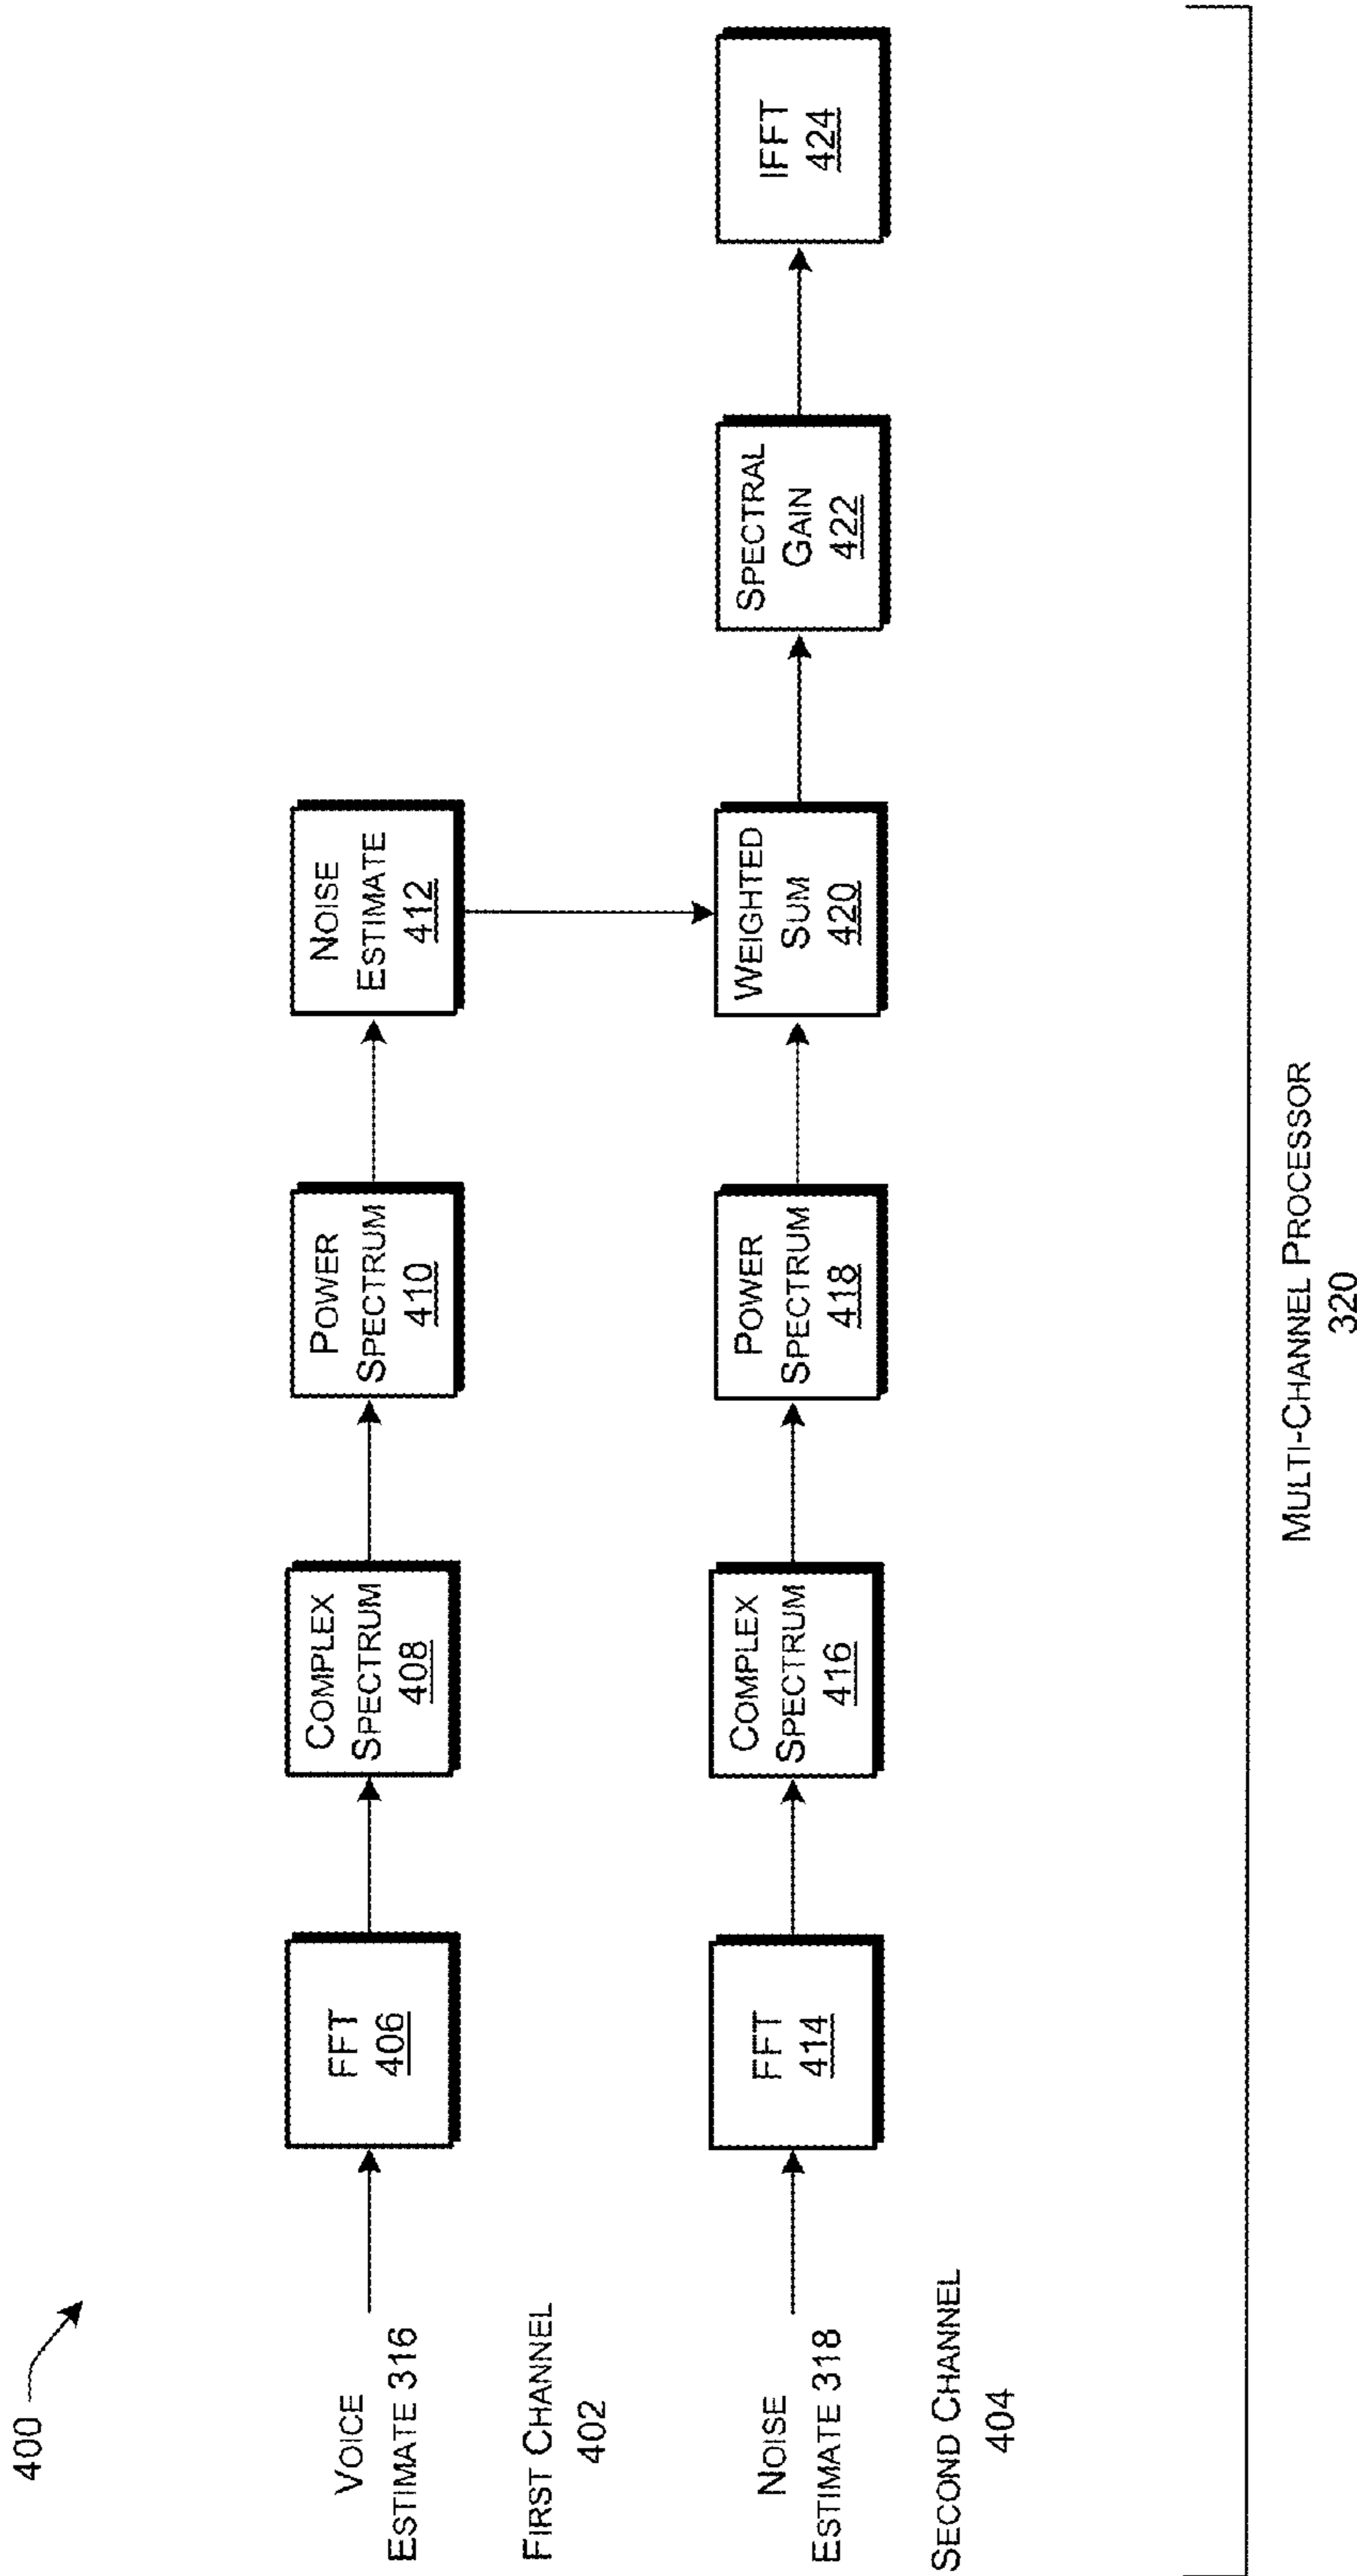 400
VOICE
ESTIMATE 316
FFT
406
COMPLEX
SPECTRUM
408
POWER
SPECTRUM
410
NOISE
ESTIMATE
412
FIRST CHANNEL
402
NOISE
ESTIMATE 318
FFT
414
COMPLEX
SPECTRUM
416
POWER
SPECTRUM
418
WEIGHTED
SUM
420
SPECTRAL
GAIN
422
IFFT
424
SECOND CHANNEL
404
MULTI-CHANNEL PROCESSOR
320